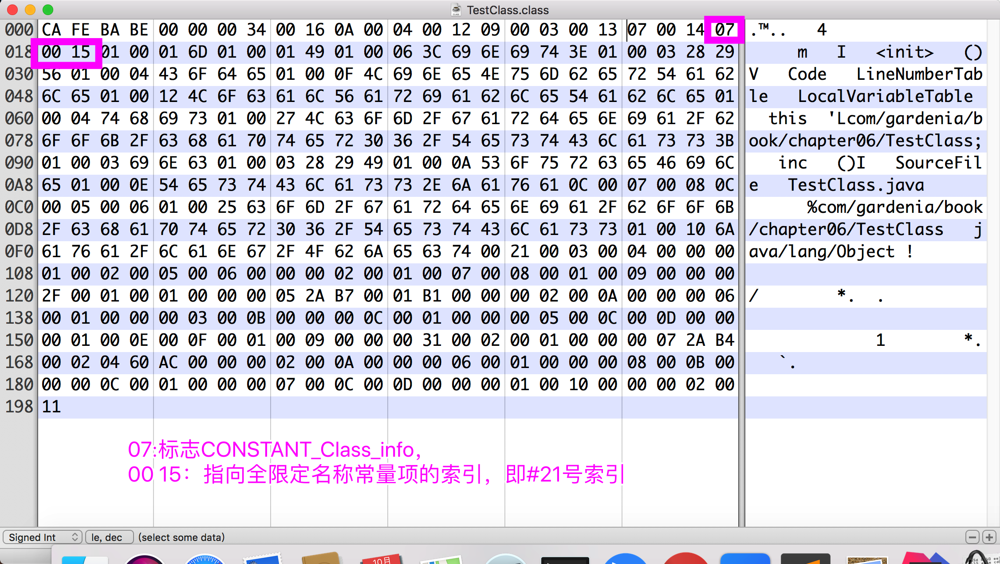 TestClass.class
000 CA FE BA BE 00 00 00 34 00 16 0A 00 04 00 12 09 00 03 00 13 07 00 14 07 .™.. 4
018 00 15 01 00 01 6D 01 00 01 49 01 00 06 3C 69 6E 69 74 3E 01 00 03 28 29 m I <init> ()
030 56 01 00 04 43 6F 64 65 01 00 0F 4C 69 6E 65 4E 75 6D 62 65 72 54 61 62 V Code LineNumberTab
048 6C 65 01 00 12 4C 6F 63 61 6C 56 61 72 69 61 62 6C 65 54 61 62 6C 65 01 le LocalVariableTable
060 00 04 74 68 69 73 01 00 27 4C 63 6F 6D 2F 67 61 72 64 65 6E 69 61 2F 62 this 'Lcom/gardenia/b
078 6F 6F 6B 2F 63 68 61 70 74 65 72 30 36 2F 54 65 73 74 43 6C 61 73 73 3B ook/chapter06/TestClass;
090 01 00 03 69 6E 63 01 00 03 28 29 49 01 00 0A 53 6F 75 72 63 65 46 69 6C inc ()I SourceFil
0A8 65 01 00 0E 54 65 73 74 43 6C 61 73 73 2E 6A 61 76 61 0C 00 07 00 08 0C e TestClass.java
0C0 00 05 00 06 01 00 25 63 6F 6D 2F 67 61 72 64 65 6E 69 61 2F 62 6F 6F 6B %com/gardenia/book
0D8 2F 63 68 61 70 74 65 72 30 36 2F 54 65 73 74 43 6C 61 73 73 01 00 10 6A /chapter06/TestClass j
0F0 61 76 61 2F 6C 61 6E 67 2F 4F 62 6A 65 63 74 00 21 00 03 00 04 00 00 00 ava/lang/Object !
108 01 00 02 00 05 00 06 00 00 00 02 00 01 00 07 00 08 00 01 00 09 00 00 00
120 2F 00 01 00 01 00 00 00 05 2A B7 00 01 B1 00 00 00 02 00 0A 00 00 00 06 / *. .
138 00 01 00 00 00 03 00 0B 00 00 00 0C 00 01 00 00 00 05 00 0C 00 0D 00 00
150 00 01 00 0E 00 0F 00 01 00 09 00 00 00 31 00 02 00 01 00 00 00 07 2A B4 1 *.
168 00 02 04 60 AC 00 00 00 02 00 0A 00 00 00 06 00 01 00 00 00 08 00 0B 00 `.
180 00 00 0C 00 01 00 00 00 07 00 0C 00 0D 00 00 00 01 00 10 00 00 00 02 00
198 11
07:标志CONSTANT_Class_info，
00 15：指向全限定名称常量项的索引，即#21号索引
Signed Int le, dec (select some data)
10月